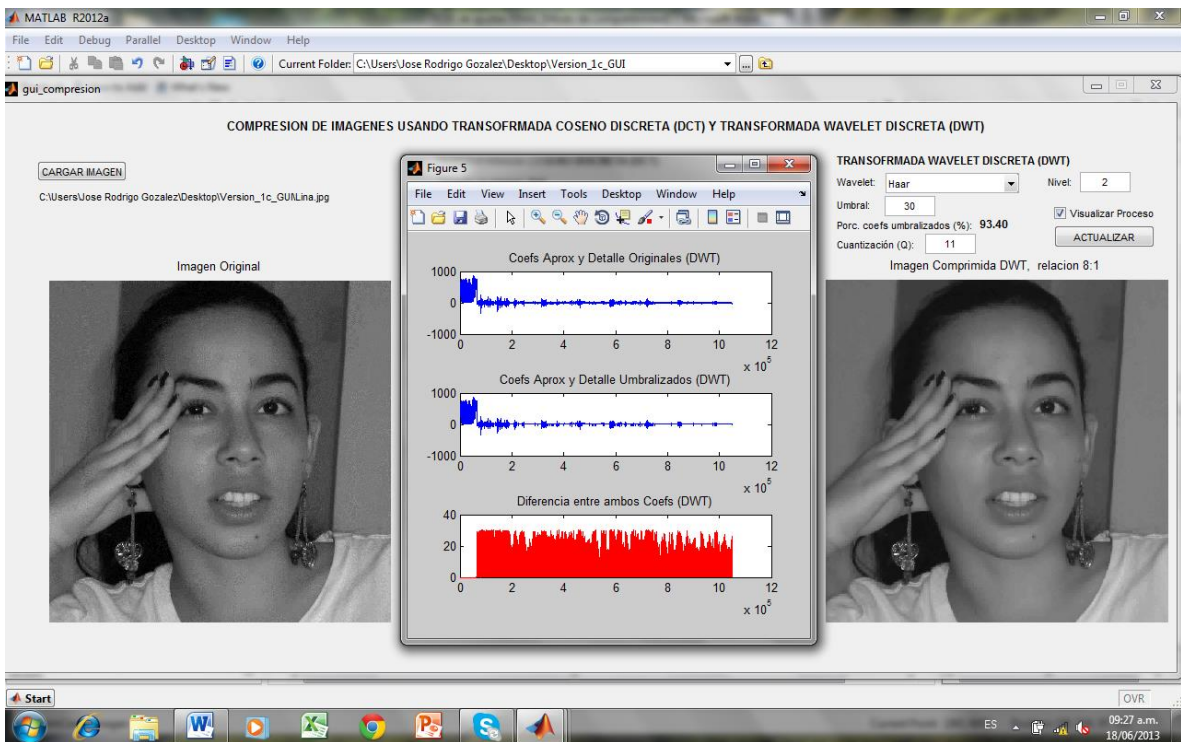 MATLAB R2012a
File Edit Debug Parallel Desktop Window Help
Current Folder: C:\Users\Jose Rodrigo Gozalez\Desktop\Version_1c_GUI
gui_compresion
COMPRESION DE IMAGENES USANDO TRANSOFRMADA COSENO DISCRETA (DCT) Y TRANSFORMADA WAVELET DISCRETA (DWT)
CARGAR IMAGEN
C:\Users\Jose Rodrigo Gozalez\Desktop\Version_1c_GUI\Lina.jpg
Imagen Original
Figure 5
File Edit View Insert Tools Desktop Window Help
Coefs Aprox y Detalle Originales (DWT)
1000
0
-1000
0 2 4 6 8 10 12
x 10^5
Coefs Aprox y Detalle Umbralizados (DWT)
1000
0
-1000
0 2 4 6 8 10 12
x 10^5
Diferencia entre ambos Coefs (DWT)
40
20
0
0 2 4 6 8 10 12
x 10^5
TRANSOFRMADA WAVELET DISCRETA (DWT)
Wavelet: Haar Nivel: 2
Umbral: 30
Visualizar Proceso
Porc. coefs umbralizados (%): 93.40
Cuantización (Q): 11
ACTUALIZAR
Imagen Comprimida DWT, relacion 8:1
Start
OVR
ES
09:27 a.m.
18/06/2013